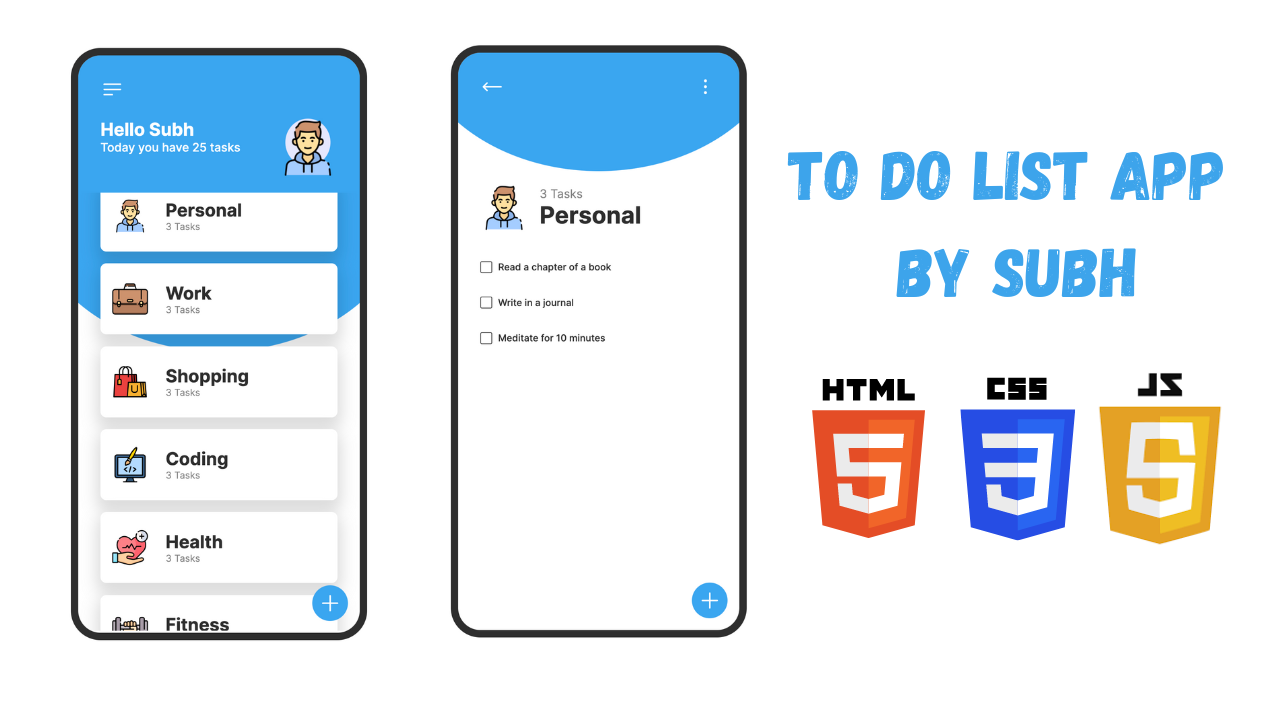 Hello Subh
Today you have 25 tasks
Personal
3 Tasks
Work
3 Tasks
Shopping
3 Tasks
Coding
3 Tasks
Health
3 Tasks
Fitness
3 Tasks
Personal
Read a chapter of a book
Write in a journal
Meditate for 10 minutes
TO DO LIST APP
BY SUBH
HTML
CSS
JS